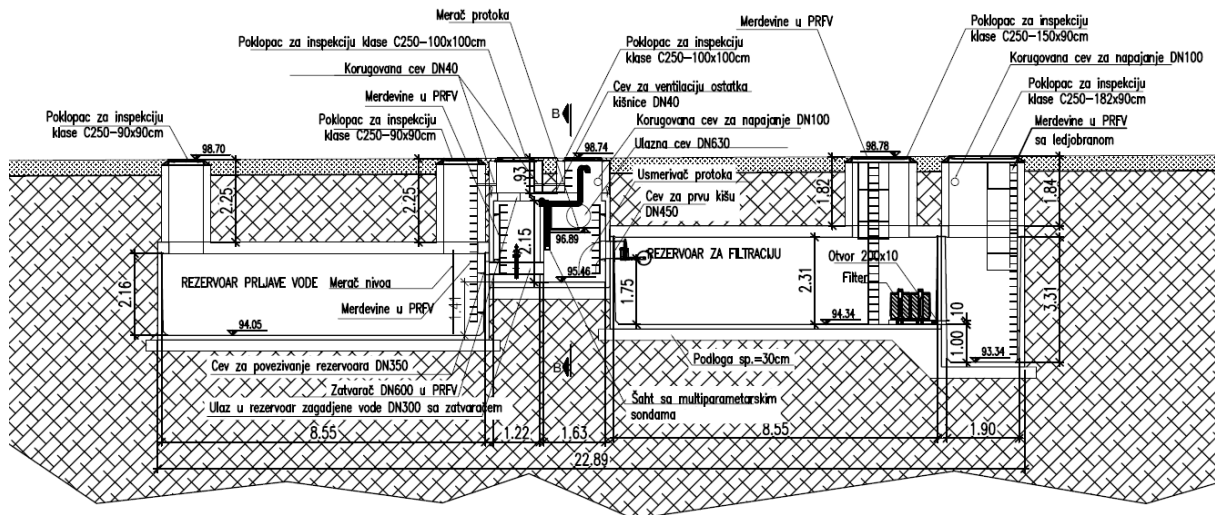 Merač protoka
Poklopac za inspekciju klase C250-100x100cm
Korugovana cev DN40
Merdevine u PRFV
Poklopac za inspekciju
klase C250-90x90cm
Poklopac za inspekciju
klase C250-90x90cm
Poklopac za inspekciju
klase C250-100x100cm
Cev za ventilaciju ostatka
kišnice DN40
Korugovana cev za napajanje DN100
Ulazna cev DN630
Merdevine u PRFV
Poklopac za inspekciju
klase C250-150x90cm
Korugovana cev za napajanje DN100
Poklopac za inspekciju
klase C250-182x90cm
Merdevine u PRFV
sa ledjobranom
B
98.70
98.74
98.78
93
2.25
2.25
1.82
1.84
Usmerivač protoka
Cev za prvu kišu
DN450
96.89
2.15
95.46
REZERVOAR PRLJAVE VODE
Merač nivoa
Merdevine u PRFV
2.16
94.05
REZERVOAR ZA FILTRACIJU
1.75
2.31
Otvor 200x10
Filter
94.34
10
1.00
3.31
93.34
Cev za povezivanje rezervoara DN350
Zatvarač DN600 u PRFV
Ulaz u rezervoar zagadjene vode DN300 sa zatvaračem
B
Podloga sp.=30cm
Šaht sa multiparametarskim
sondama
8.55
1.22
1.63
8.55
1.90
22.89